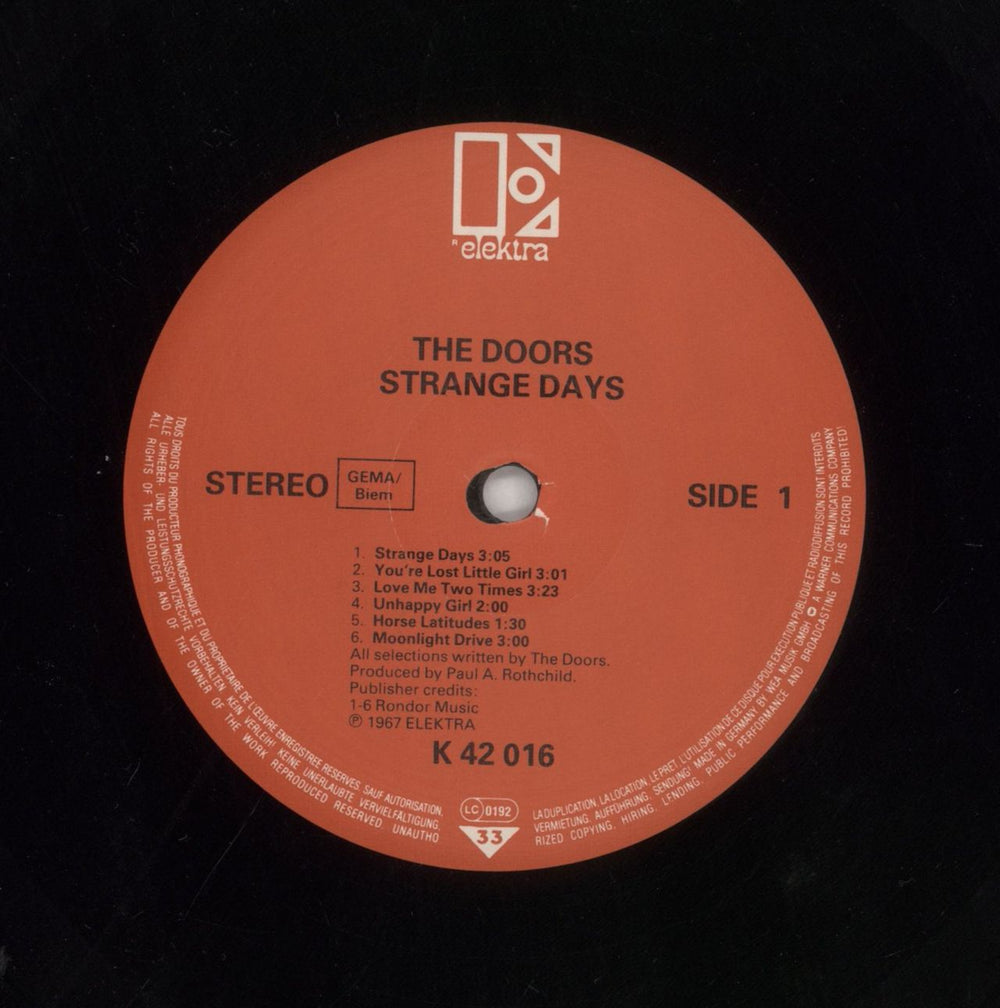 R elektra
THE DOORS
STRANGE DAYS
STEREO
GEMA/
Biem
SIDE 1
1. Strange Days 3:05
2. You're Lost Little Girl 3:01
3. Love Me Two Times 3:23
4. Unhappy Girl 2:00
5. Horse Latitudes 1:30
6. Moonlight Drive 3:00
All selections written by The Doors.
Produced by Paul A. Rothchild.
Publisher credits:
1-6 Rondor Music
℗ 1967 ELEKTRA
K 42 016
LC 0192
33
TOUS DROITS DU PRODUCTEUR PHONOGRAPHIQUE ET DU PROPRIETAIRE DE L'ŒUVRE ENREGISTREE RESERVES. SAUF AUTORISATION,
ALLE URHEBER- UND LEISTUNGSSCHUTZRECHTE VORBEHALTEN. KEIN VERLEIH! KEINE UNERLAUBTE VERVIELFÄLTIGUNG,
ALL RIGHTS OF THE PRODUCER AND OF THE OWNER OF THE WORK REPRODUCED RESERVED. UNAUTHO
LA DUPLICATION, LA LOCATION, LE PRET, L'UTILISATION DE CE DISQUE POUR EXECUTION PUBLIQUE ET RADIODIFFUSION SONT INTERDITS
VERMIETUNG, AUFFÜHRUNG, SENDUNG! MADE IN GERMANY BY WEA MUSIK GMBH A WARNER COMMUNICATIONS COMPANY
RIZED COPYING, HIRING, LENDING, PUBLIC PERFORMANCE AND BROADCASTING OF THIS RECORD PROHIBITED!